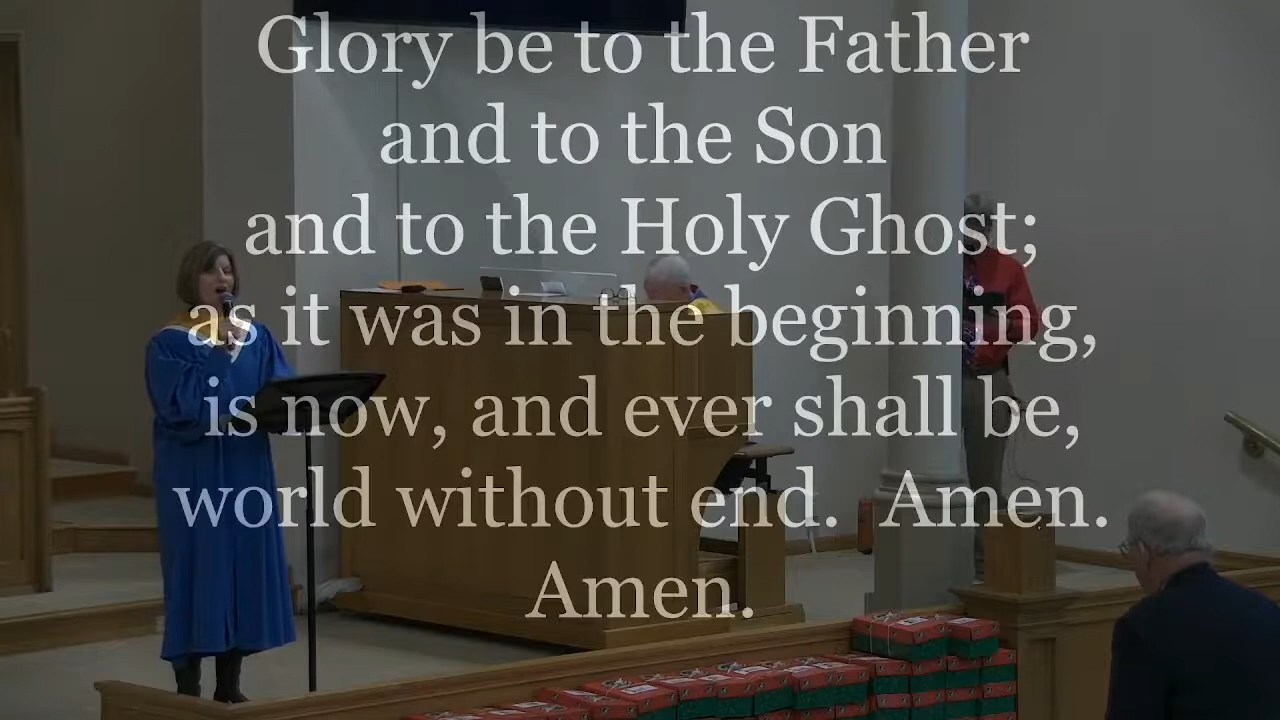 Glory be to the Father
and to the Son
and to the Holy Ghost;
as it was in the beginning,
is now, and ever shall be,
world without end.  Amen.
Amen.